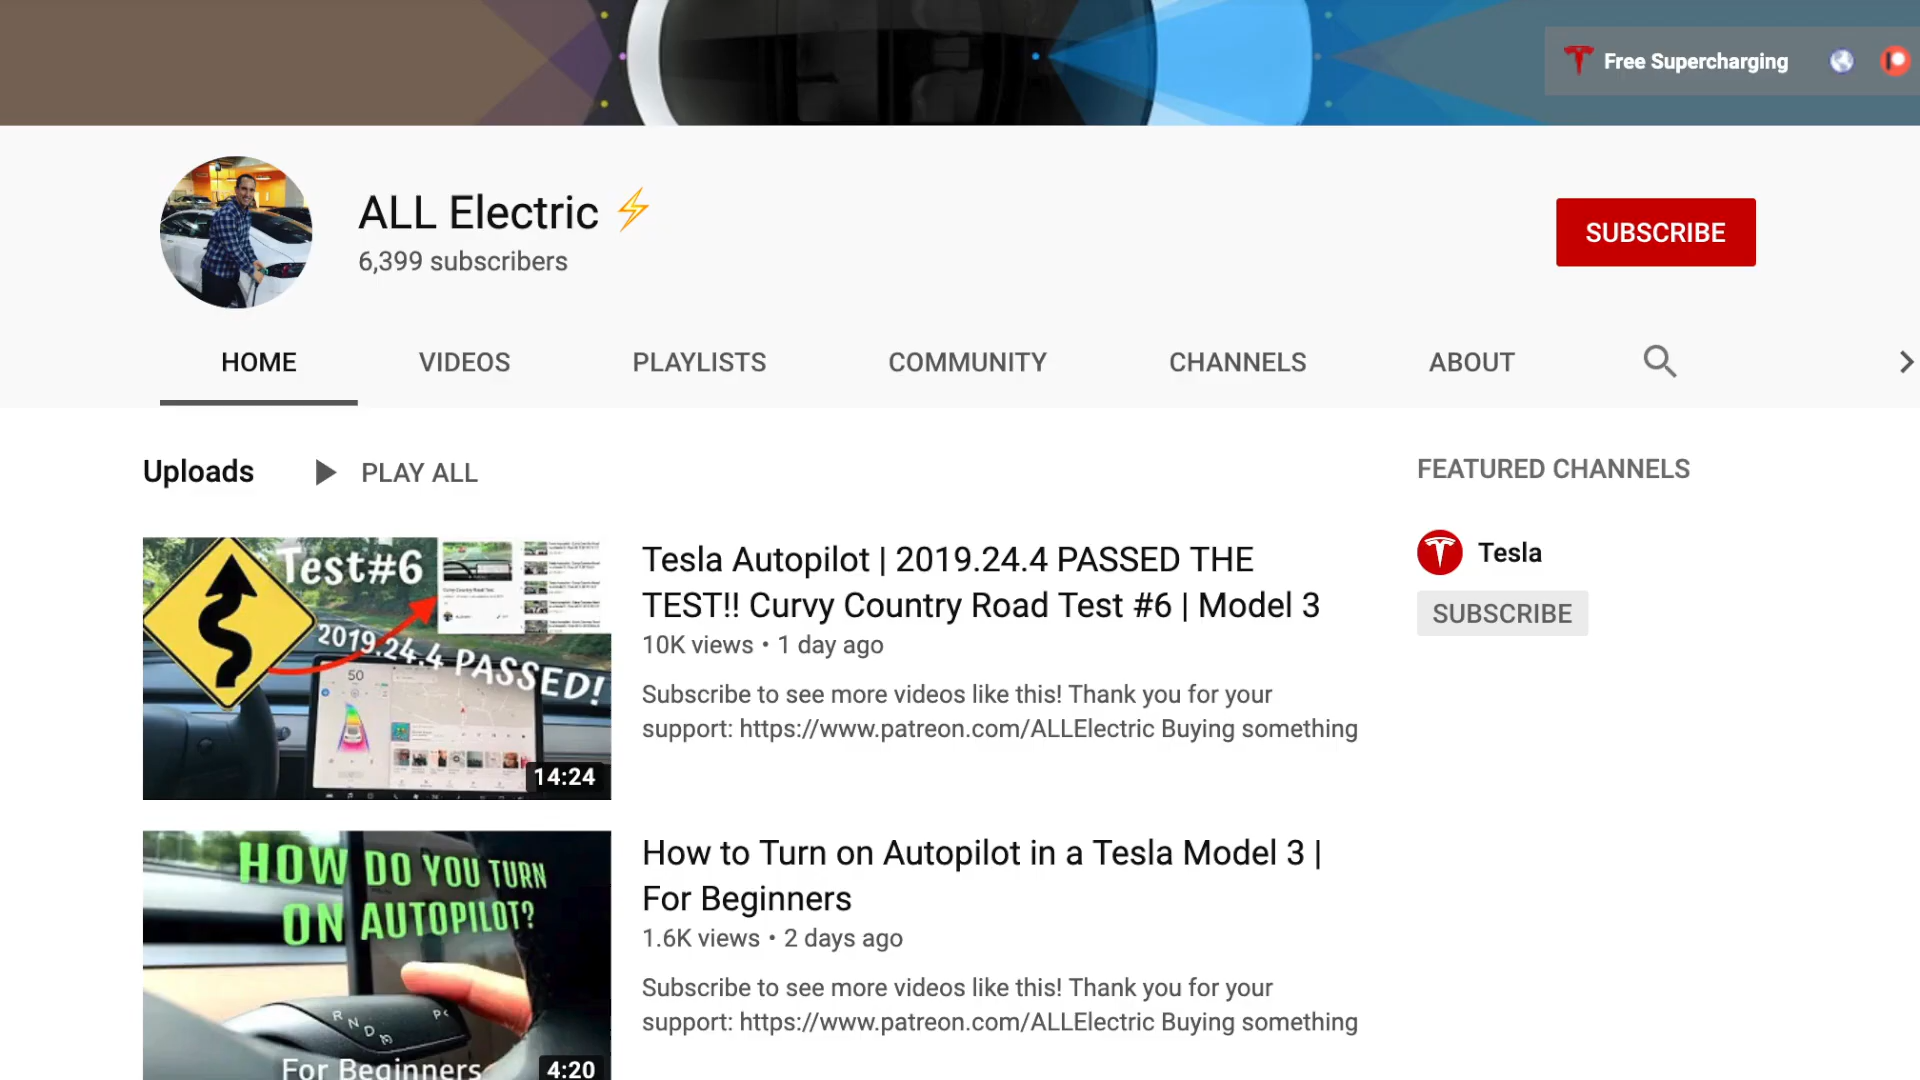 Free Supercharging
ALL Electric
6,399 subscribers
SUBSCRIBE
HOME
VIDEOS
PLAYLISTS
COMMUNITY
CHANNELS
ABOUT
Uploads
PLAY ALL
FEATURED CHANNELS
Tesla
SUBSCRIBE
Test#6
2019.24.4 PASSED!
50
14:24
Tesla Autopilot | 2019.24.4 PASSED THE
TEST!! Curvy Country Road Test #6 | Model 3
10K views • 1 day ago
Subscribe to see more videos like this! Thank you for your
support: https://www.patreon.com/ALLElectric Buying something
HOW DO YOU TURN
ON AUTOPILOT?
R N D P
For Beginners
4:20
How to Turn on Autopilot in a Tesla Model 3 |
For Beginners
1.6K views • 2 days ago
Subscribe to see more videos like this! Thank you for your
support: https://www.patreon.com/ALLElectric Buying something